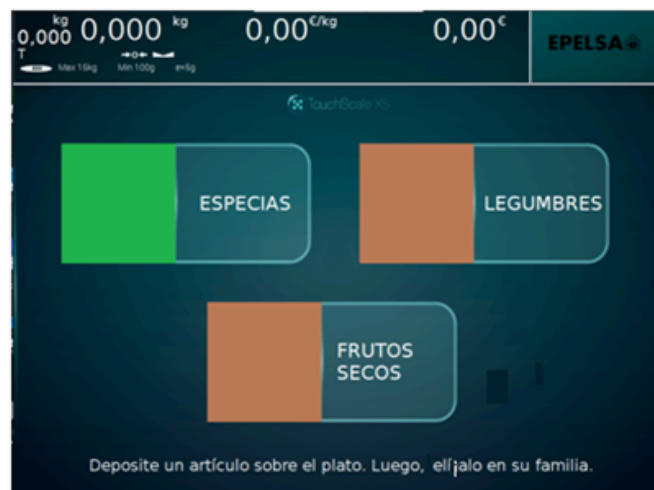 kg
0,000 0,000 kg 0,00 €/kg 0,00 €
T
→0←
Max 15kg Min 100g e=5g
EPELSA
TouchScale XS
ESPECIAS
LEGUMBRES
FRUTOS
SECOS
Deposite un artículo sobre el plato. Luego, elíjalo en su familia.